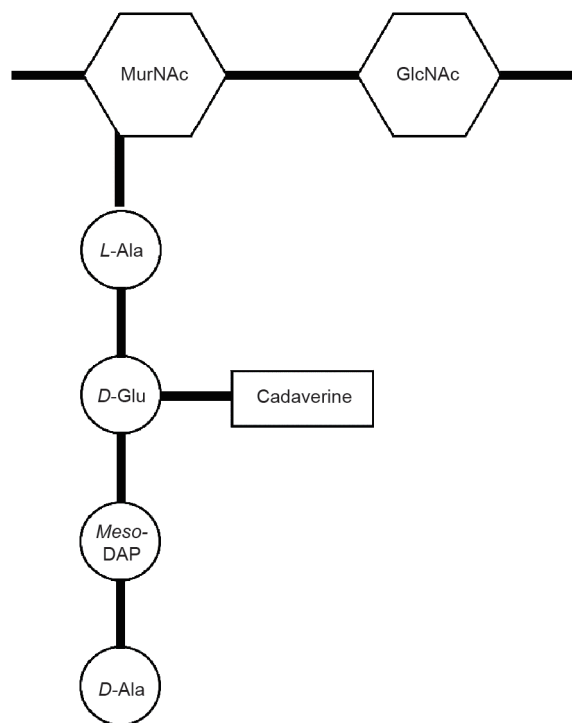 MurNAc
GlcNAc
L-Ala
D-Glu
Cadaverine
Meso-
DAP
D-Ala